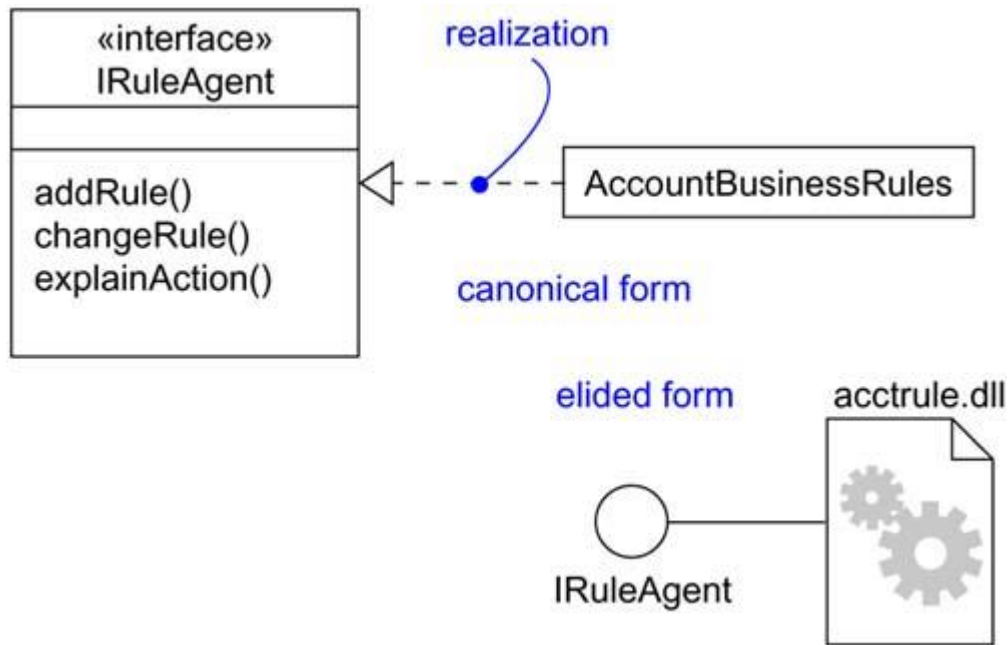 «interface»
IRuleAgent
addRule()
changeRule()
explainAction()
realization
AccountBusinessRules
canonical form
elided form
acctrule.dll
IRuleAgent